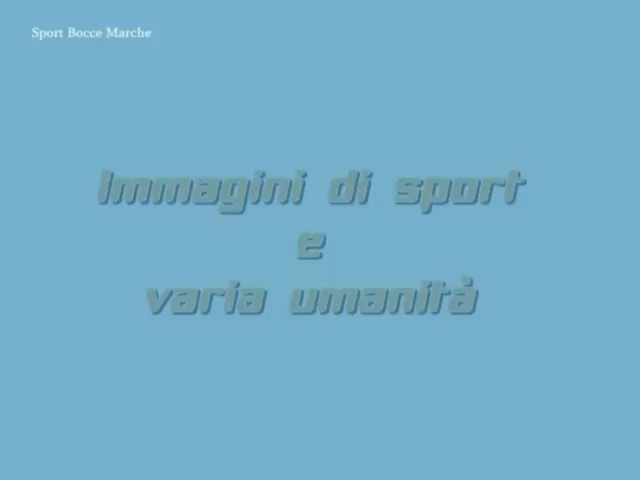 Sport Bocce Marche
Immagini di sport
e
varia umanità